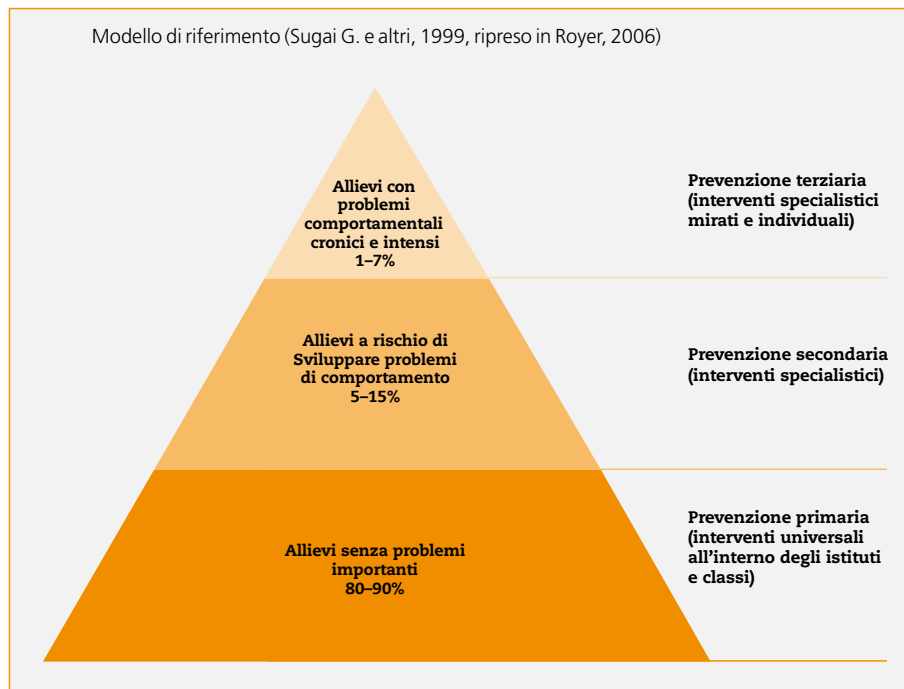 Modello di riferimento (Sugai G. e altri, 1999, ripreso in Royer, 2006)
Allievi con
problemi
comportamentali
cronici e intensi
1–7%
Prevenzione terziaria
(interventi specialistici
mirati e individuali)
Allievi a rischio di
Sviluppare problemi
di comportamento
5–15%
Prevenzione secondaria
(interventi specialistici)
Allievi senza problemi
importanti
80–90%
Prevenzione primaria
(interventi universali
all’interno degli istituti
e classi)